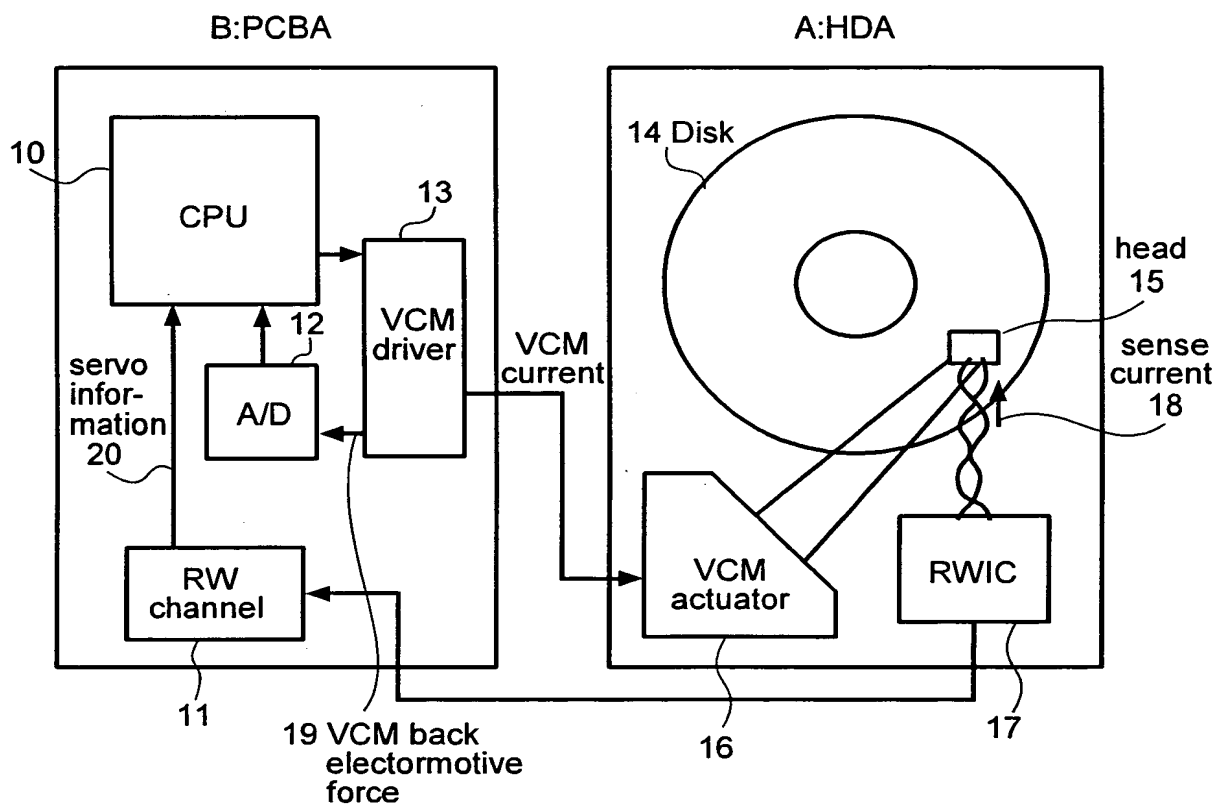 B:PCBA
A:HDA
10
CPU
13
VCM
driver
12
A/D
servo
infor-
mation
20
RW
channel
11
19 VCM back
electormotive
force
VCM
current
14 Disk
head
15
sense
current
18
VCM
actuator
16
RWIC
17